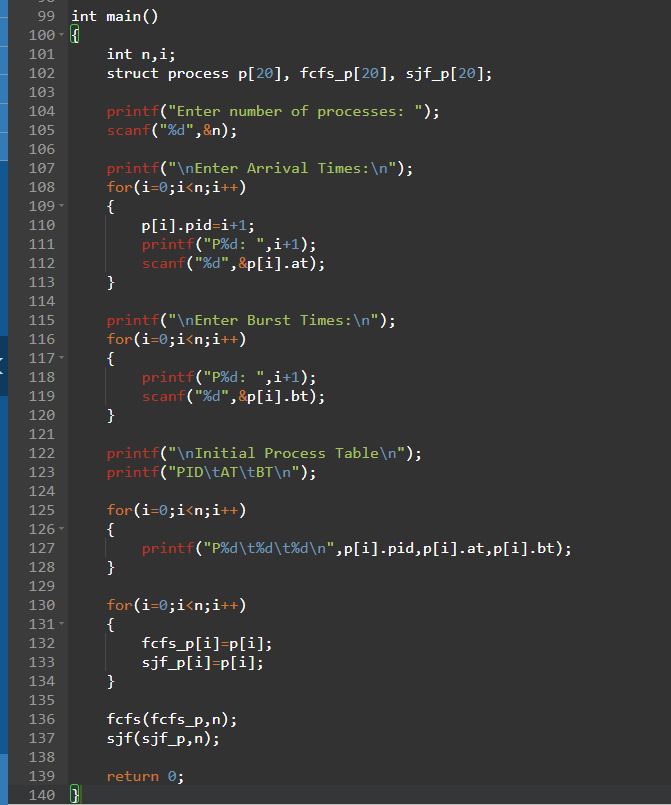 99 int main()
100 {
101     int n,i;
102     struct process p[20], fcfs_p[20], sjf_p[20];
103
104     printf("Enter number of processes: ");
105     scanf("%d",&n);
106
107     printf("\nEnter Arrival Times:\n");
108     for(i=0;i<n;i++)
109     {
110         p[i].pid=i+1;
111         printf("P%d: ",i+1);
112         scanf("%d",&p[i].at);
113     }
114
115     printf("\nEnter Burst Times:\n");
116     for(i=0;i<n;i++)
117     {
118         printf("P%d: ",i+1);
119         scanf("%d",&p[i].bt);
120     }
121
122     printf("\nInitial Process Table\n");
123     printf("PID\tAT\tBT\n");
124
125     for(i=0;i<n;i++)
126     {
127         printf("P%d\t%d\t%d\n",p[i].pid,p[i].at,p[i].bt);
128     }
129
130     for(i=0;i<n;i++)
131     {
132         fcfs_p[i]=p[i];
133         sjf_p[i]=p[i];
134     }
135
136     fcfs(fcfs_p,n);
137     sjf(sjf_p,n);
138
139     return 0;
140 }